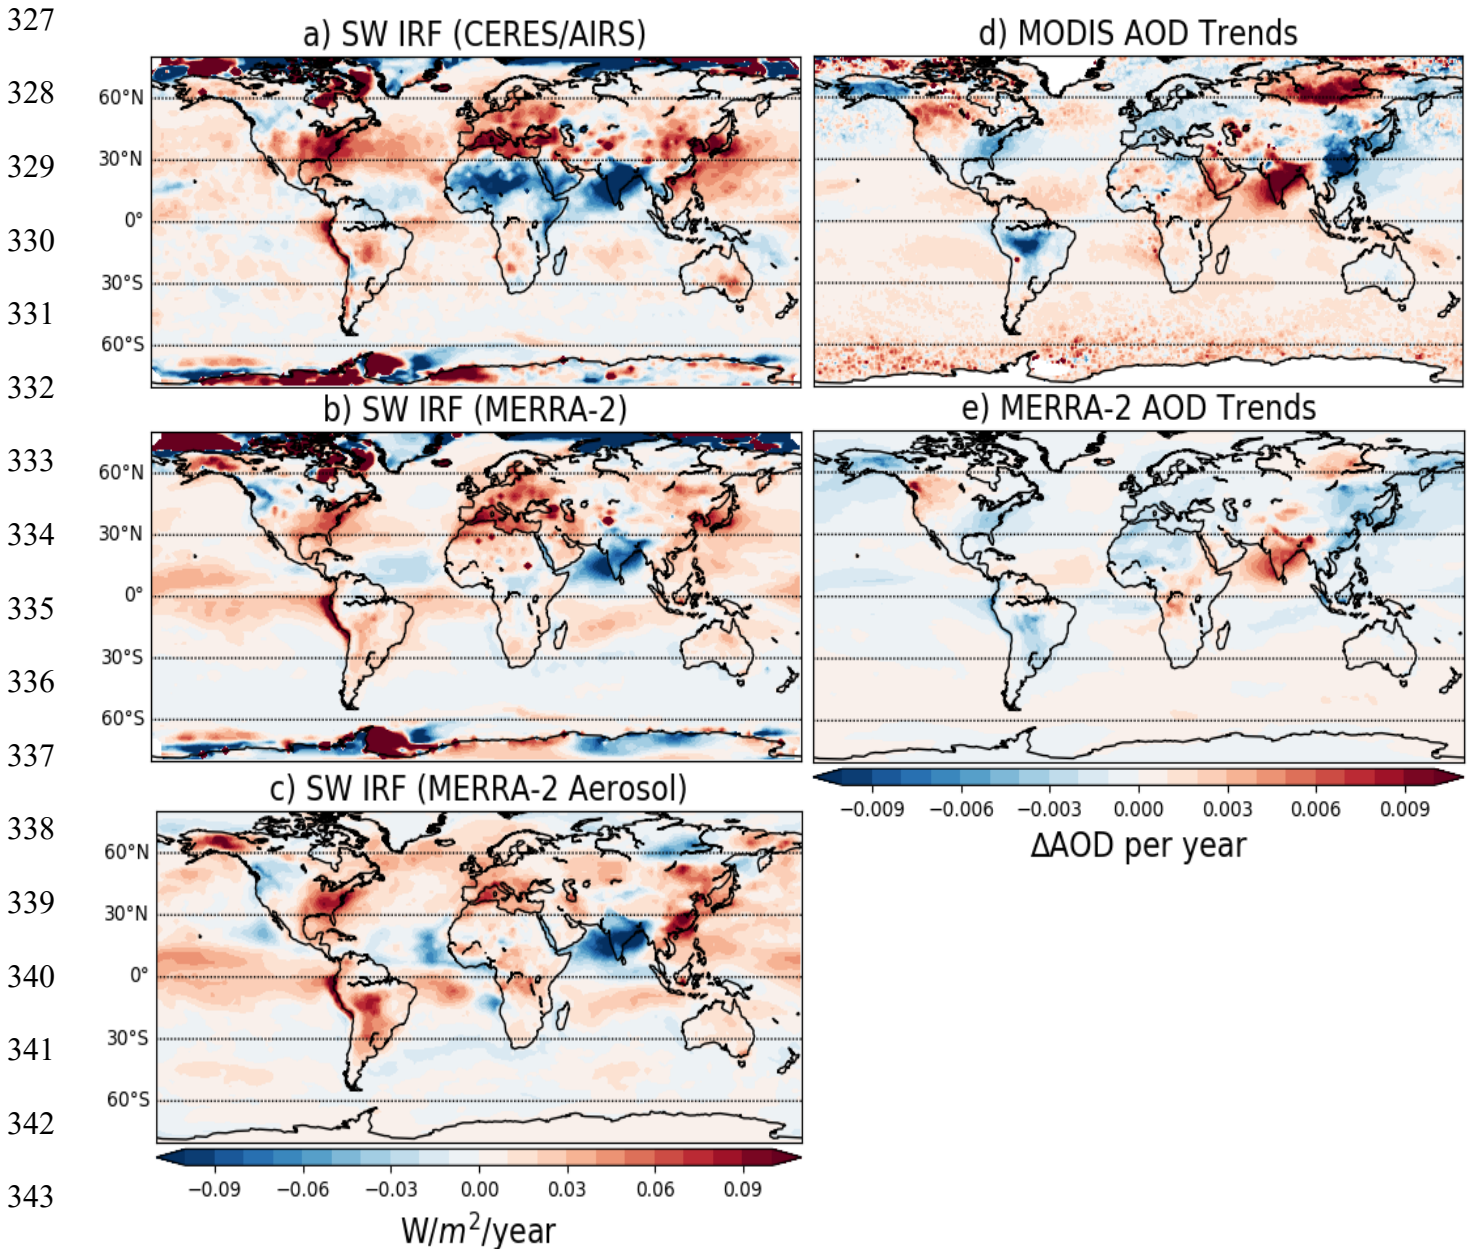 327
a) SW IRF (CERES/AIRS)
d) MODIS AOD Trends
328
60°N
329
30°N
330
0°
331
30°S
60°S
332
b) SW IRF (MERRA-2)
e) MERRA-2 AOD Trends
333
60°N
334
30°N
335
0°
336
30°S
60°S
337
c) SW IRF (MERRA-2 Aerosol)
−0.009 −0.006 −0.003 0.000 0.003 0.006 0.009
ΔAOD per year
338
60°N
339
30°N
340
0°
341
30°S
60°S
342
−0.09 −0.06 −0.03 0.00 0.03 0.06 0.09
343
W/m²/year